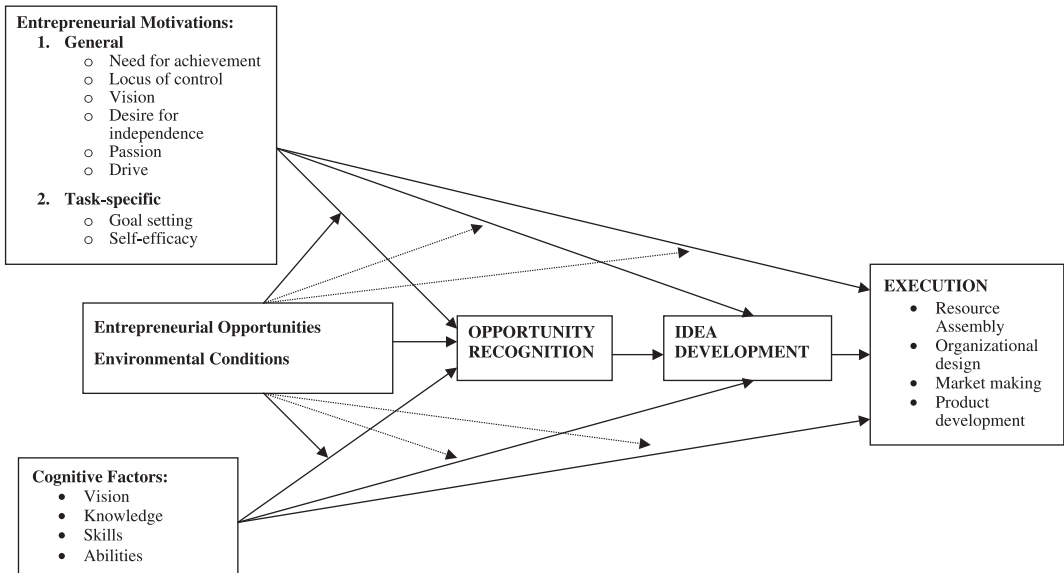 Entrepreneurial Motivations:
1. General
o Need for achievement
o Locus of control
o Vision
o Desire for
independence
o Passion
o Drive
2. Task-specific
o Goal setting
o Self-efficacy
Entrepreneurial Opportunities
Environmental Conditions
OPPORTUNITY
RECOGNITION
IDEA
DEVELOPMENT
EXECUTION
• Resource
Assembly
• Organizational
design
• Market making
• Product
development
Cognitive Factors:
• Vision
• Knowledge
• Skills
• Abilities